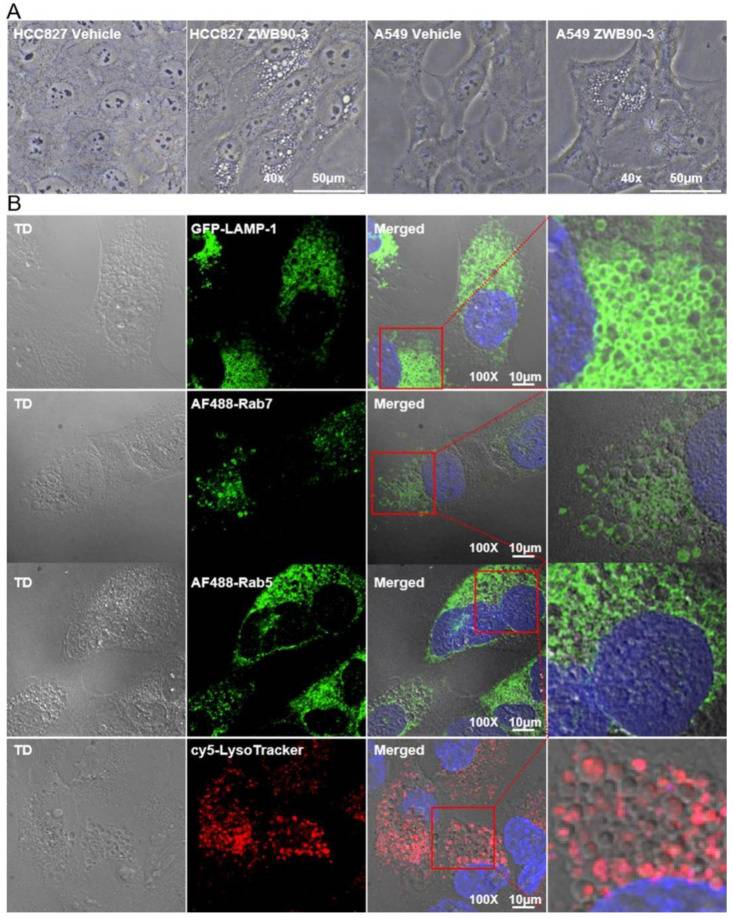 A
HCC827 Vehicle
HCC827 ZWB90-3
A549 Vehicle
A549 ZWB90-3
40x 50µm
40x 50µm
B
TD
GFP-LAMP-1
Merged
100X 10µm
TD
AF488-Rab7
Merged
100X 10µm
TD
AF488-Rab5
Merged
100X 10µm
TD
cy5-LysoTracker
Merged
100X 10µm